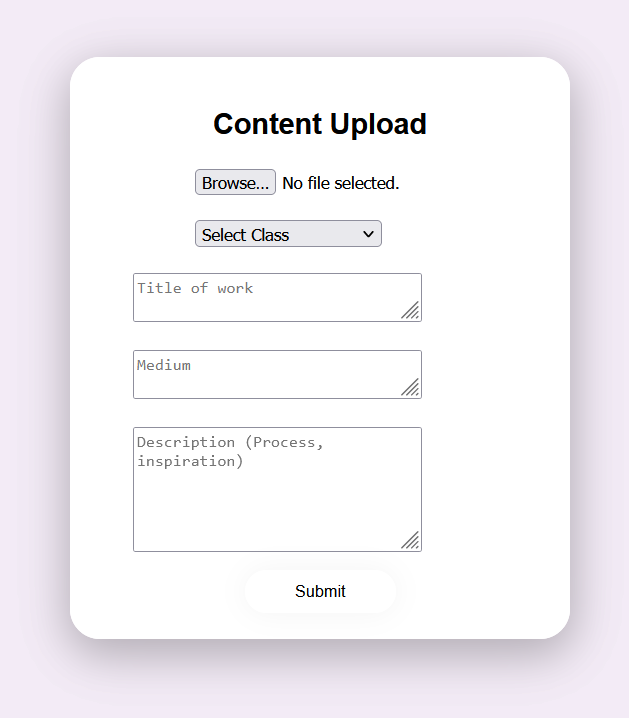 Content Upload
Browse... No file selected.
Select Class
Title of work
Medium
Description (Process,
inspiration)
Submit